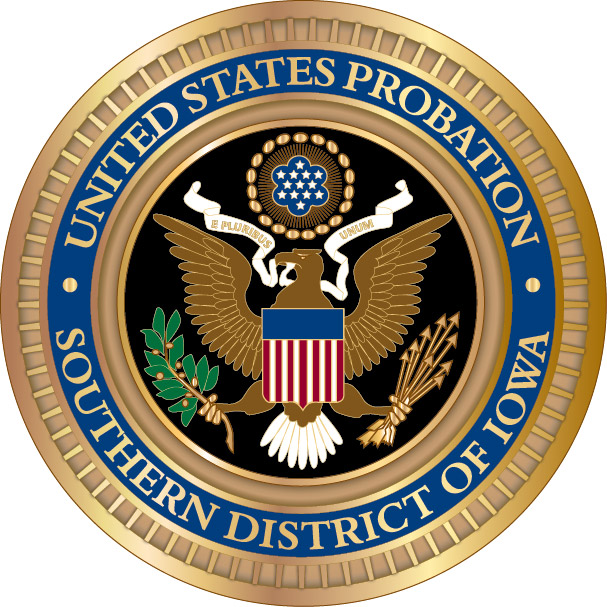 UNITED STATES PROBATION
E PLURIBUS UNUM
SOUTHERN DISTRICT OF IOWA